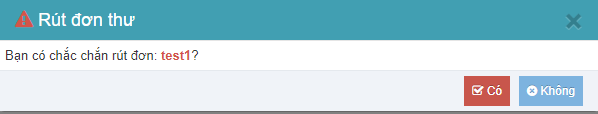 Rút đơn thư
Bạn có chắc chắn rút đơn: test1?
Có Không